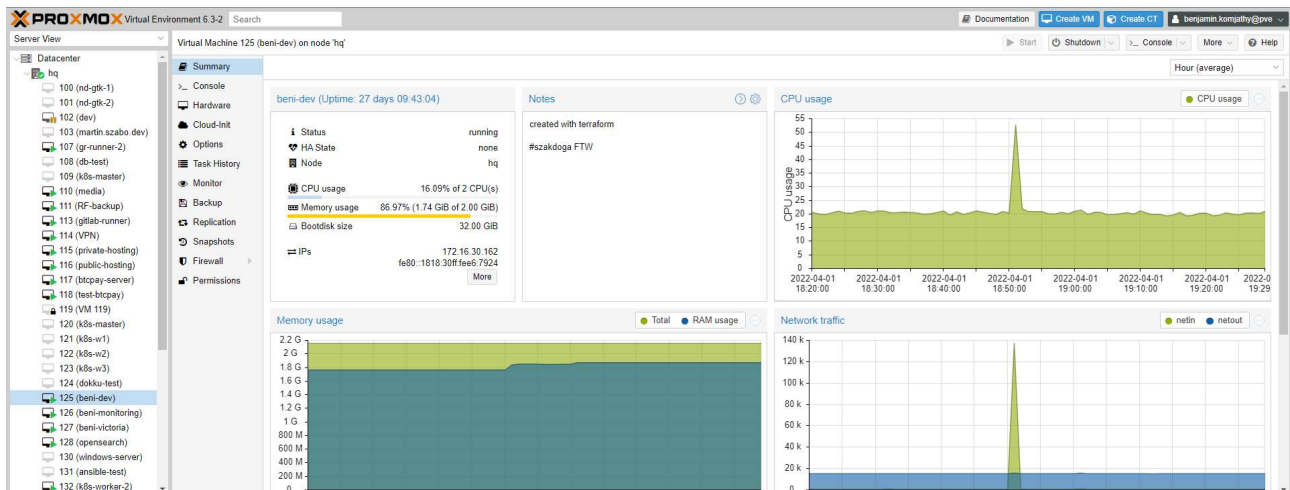 PROXMOX Virtual Environment 6.3-2 Search
Documentation Create VM Create CT benjamin.komjathy@pve
Server View
Virtual Machine 125 (beni-dev) on node 'hq'
Start Shutdown Console More Help
Datacenter
hq
100 (nd-gtk-1)
101 (nd-gtk-2)
102 (dev)
103 (martin.szabo.dev)
107 (gr-runner-2)
108 (db-test)
109 (k8s-master)
110 (media)
111 (RF-backup)
113 (gitlab-runner)
114 (VPN)
115 (private-hosting)
116 (public-hosting)
117 (btcpay-server)
118 (test-btcpay)
119 (VM 119)
120 (k8s-master)
121 (k8s-w1)
122 (k8s-w2)
123 (k8s-w3)
124 (dokku-test)
125 (beni-dev)
126 (beni-monitoring)
127 (beni-victoria)
128 (opensearch)
130 (windows-server)
131 (ansible-test)
132 (k8s-worker-2)
Summary
Console
Hardware
Cloud-Init
Options
Task History
Monitor
Backup
Replication
Snapshots
Firewall
Permissions
Hour (average)
beni-dev (Uptime: 27 days 09:43:04)
Status running
HA State none
Node hq
CPU usage 16.09% of 2 CPU(s)
Memory usage 86.97% (1.74 GiB of 2.00 GiB)
Bootdisk size 32.00 GiB
IPs 172.16.30.162
fe80::1818:30ff:fee6:7924
More
Notes
created with terraform
#szakdoga FTW
CPU usage
CPU usage
CPU usage
55
50
45
40
35
30
25
20
15
10
5
0
2022-04-01 2022-04-01 2022-04-01 2022-04-01 2022-04-01 2022-04-01 2022-04-01 2022-0
18:20:00 18:30:00 18:40:00 18:50:00 19:00:00 19:10:00 19:20:00 19:29
Memory usage
Total RAM usage
2.2 G
2 G
1.8 G
1.6 G
1.4 G
1.2 G
1 G
800 M
600 M
400 M
200 M
0
Network traffic
netin netout
140 k
120 k
100 k
80 k
60 k
40 k
20 k
0